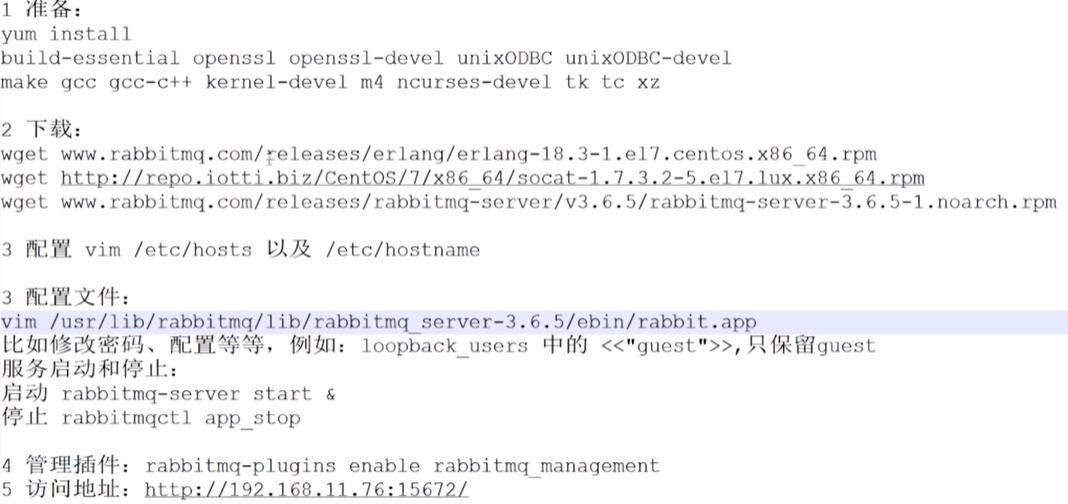 1 准备：
yum install
build-essential openssl openssl-devel unixODBC unixODBC-devel
make gcc gcc-c++ kernel-devel m4 ncurses-devel tk tc xz
2 下载：
wget www.rabbitmq.com/releases/erlang/erlang-18.3-1.el7.centos.x86_64.rpm
wget http://repo.iotti.biz/CentOS/7/x86_64/socat-1.7.3.2-5.el7.lux.x86_64.rpm
wget www.rabbitmq.com/releases/rabbitmq-server/v3.6.5/rabbitmq-server-3.6.5-1.noarch.rpm
3 配置 vim /etc/hosts 以及 /etc/hostname
3 配置文件：
vim /usr/lib/rabbitmq/lib/rabbitmq_server-3.6.5/ebin/rabbit.app
比如修改密码、配置等等，例如：loopback_users 中的 <<"guest">>,只保留guest
服务启动和停止：
启动 rabbitmq-server start &
停止 rabbitmqctl app_stop
4 管理插件：rabbitmq-plugins enable rabbitmq_management
5 访问地址：http://192.168.11.76:15672/